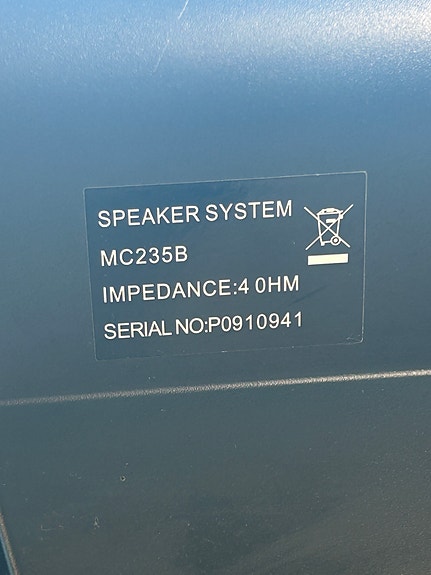 SPEAKER SYSTEM
MC235B
IMPEDANCE:4 0HM
SERIAL NO:P0910941